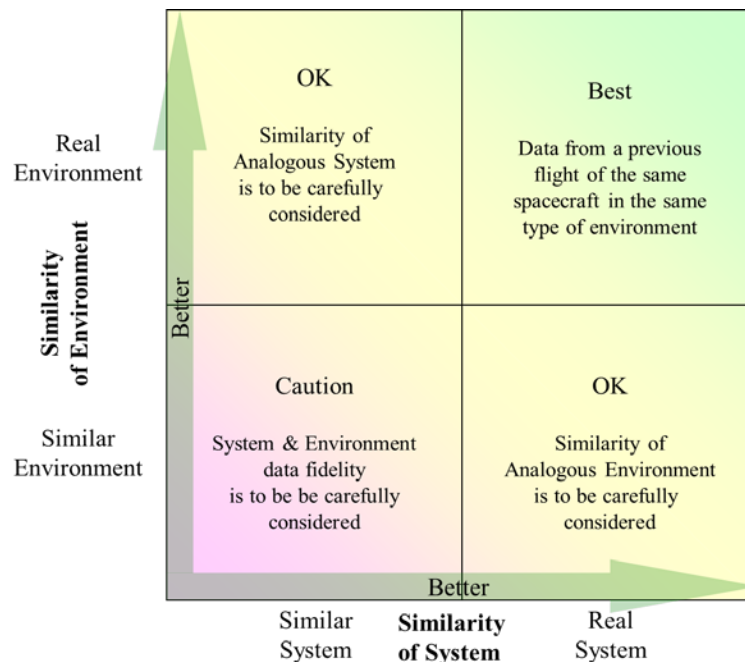 OK
Similarity of
Analogous System
is to be carefully
considered
Best
Data from a previous
flight of the same
spacecraft in the same
type of environment
Real
Environment
Similarity
of Environment
Better
Similar
Environment
Caution
System & Environment
data fidelity
is to be be carefully
considered
OK
Similarity of
Analogous Environment
is to be carefully
considered
Better
Similar
System
Similarity
of System
Real
System